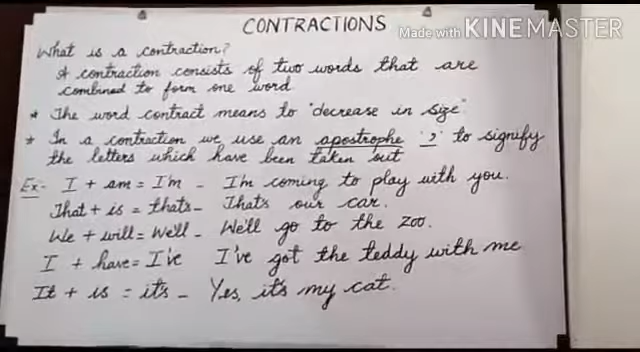 CONTRACTIONS
Made with KINEMASTER
What is a contraction?
A contraction consists of two words that are
combined to form one word
* The word contract means to "decrease in size"
* In a contraction we use an apostrophe ' to signify
the letters which have been taken out
Ex- I + am = I'm - I'm coming to play with you.
That + is = that's - That's our car.
We + will = We'll - We'll go to the zoo.
I + have = I've I've got the teddy with me
It + is = it's - Yes, it's my cat.